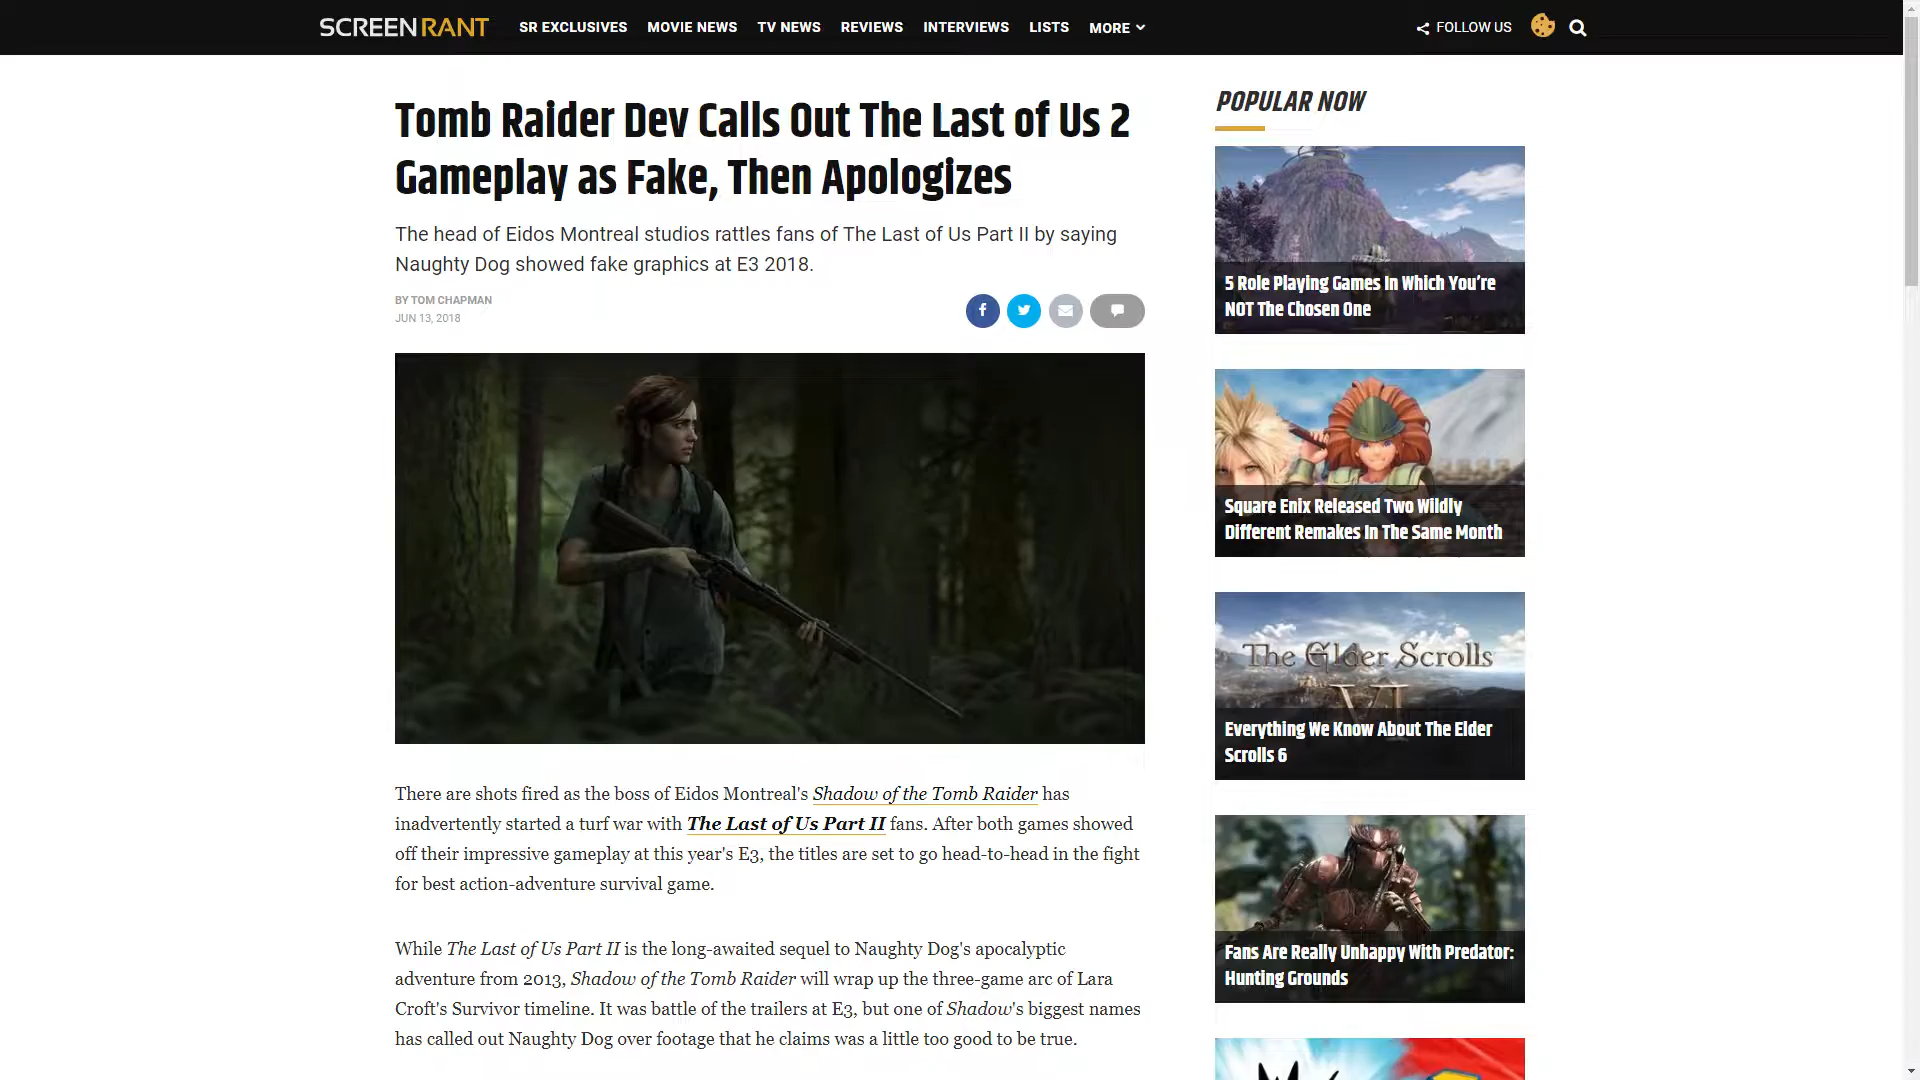 SCREENRANT SR EXCLUSIVES MOVIE NEWS TV NEWS REVIEWS INTERVIEWS LISTS MORE FOLLOW US
Tomb Raider Dev Calls Out The Last of Us 2
Gameplay as Fake, Then Apologizes
The head of Eidos Montreal studios rattles fans of The Last of Us Part II by saying
Naughty Dog showed fake graphics at E3 2018.
BY TOM CHAPMAN
JUN 13, 2018
There are shots fired as the boss of Eidos Montreal's Shadow of the Tomb Raider has
inadvertently started a turf war with The Last of Us Part II fans. After both games showed
off their impressive gameplay at this year's E3, the titles are set to go head-to-head in the fight
for best action-adventure survival game.
While The Last of Us Part II is the long-awaited sequel to Naughty Dog's apocalyptic
adventure from 2013, Shadow of the Tomb Raider will wrap up the three-game arc of Lara
Croft's Survivor timeline. It was battle of the trailers at E3, but one of Shadow's biggest names
has called out Naughty Dog over footage that he claims was a little too good to be true.
POPULAR NOW
5 Role Playing Games In Which You’re
NOT The Chosen One
Square Enix Released Two Wildly
Different Remakes In The Same Month
The Elder Scrolls
VI
Everything We Know About The Elder
Scrolls 6
Fans Are Really Unhappy With Predator:
Hunting Grounds